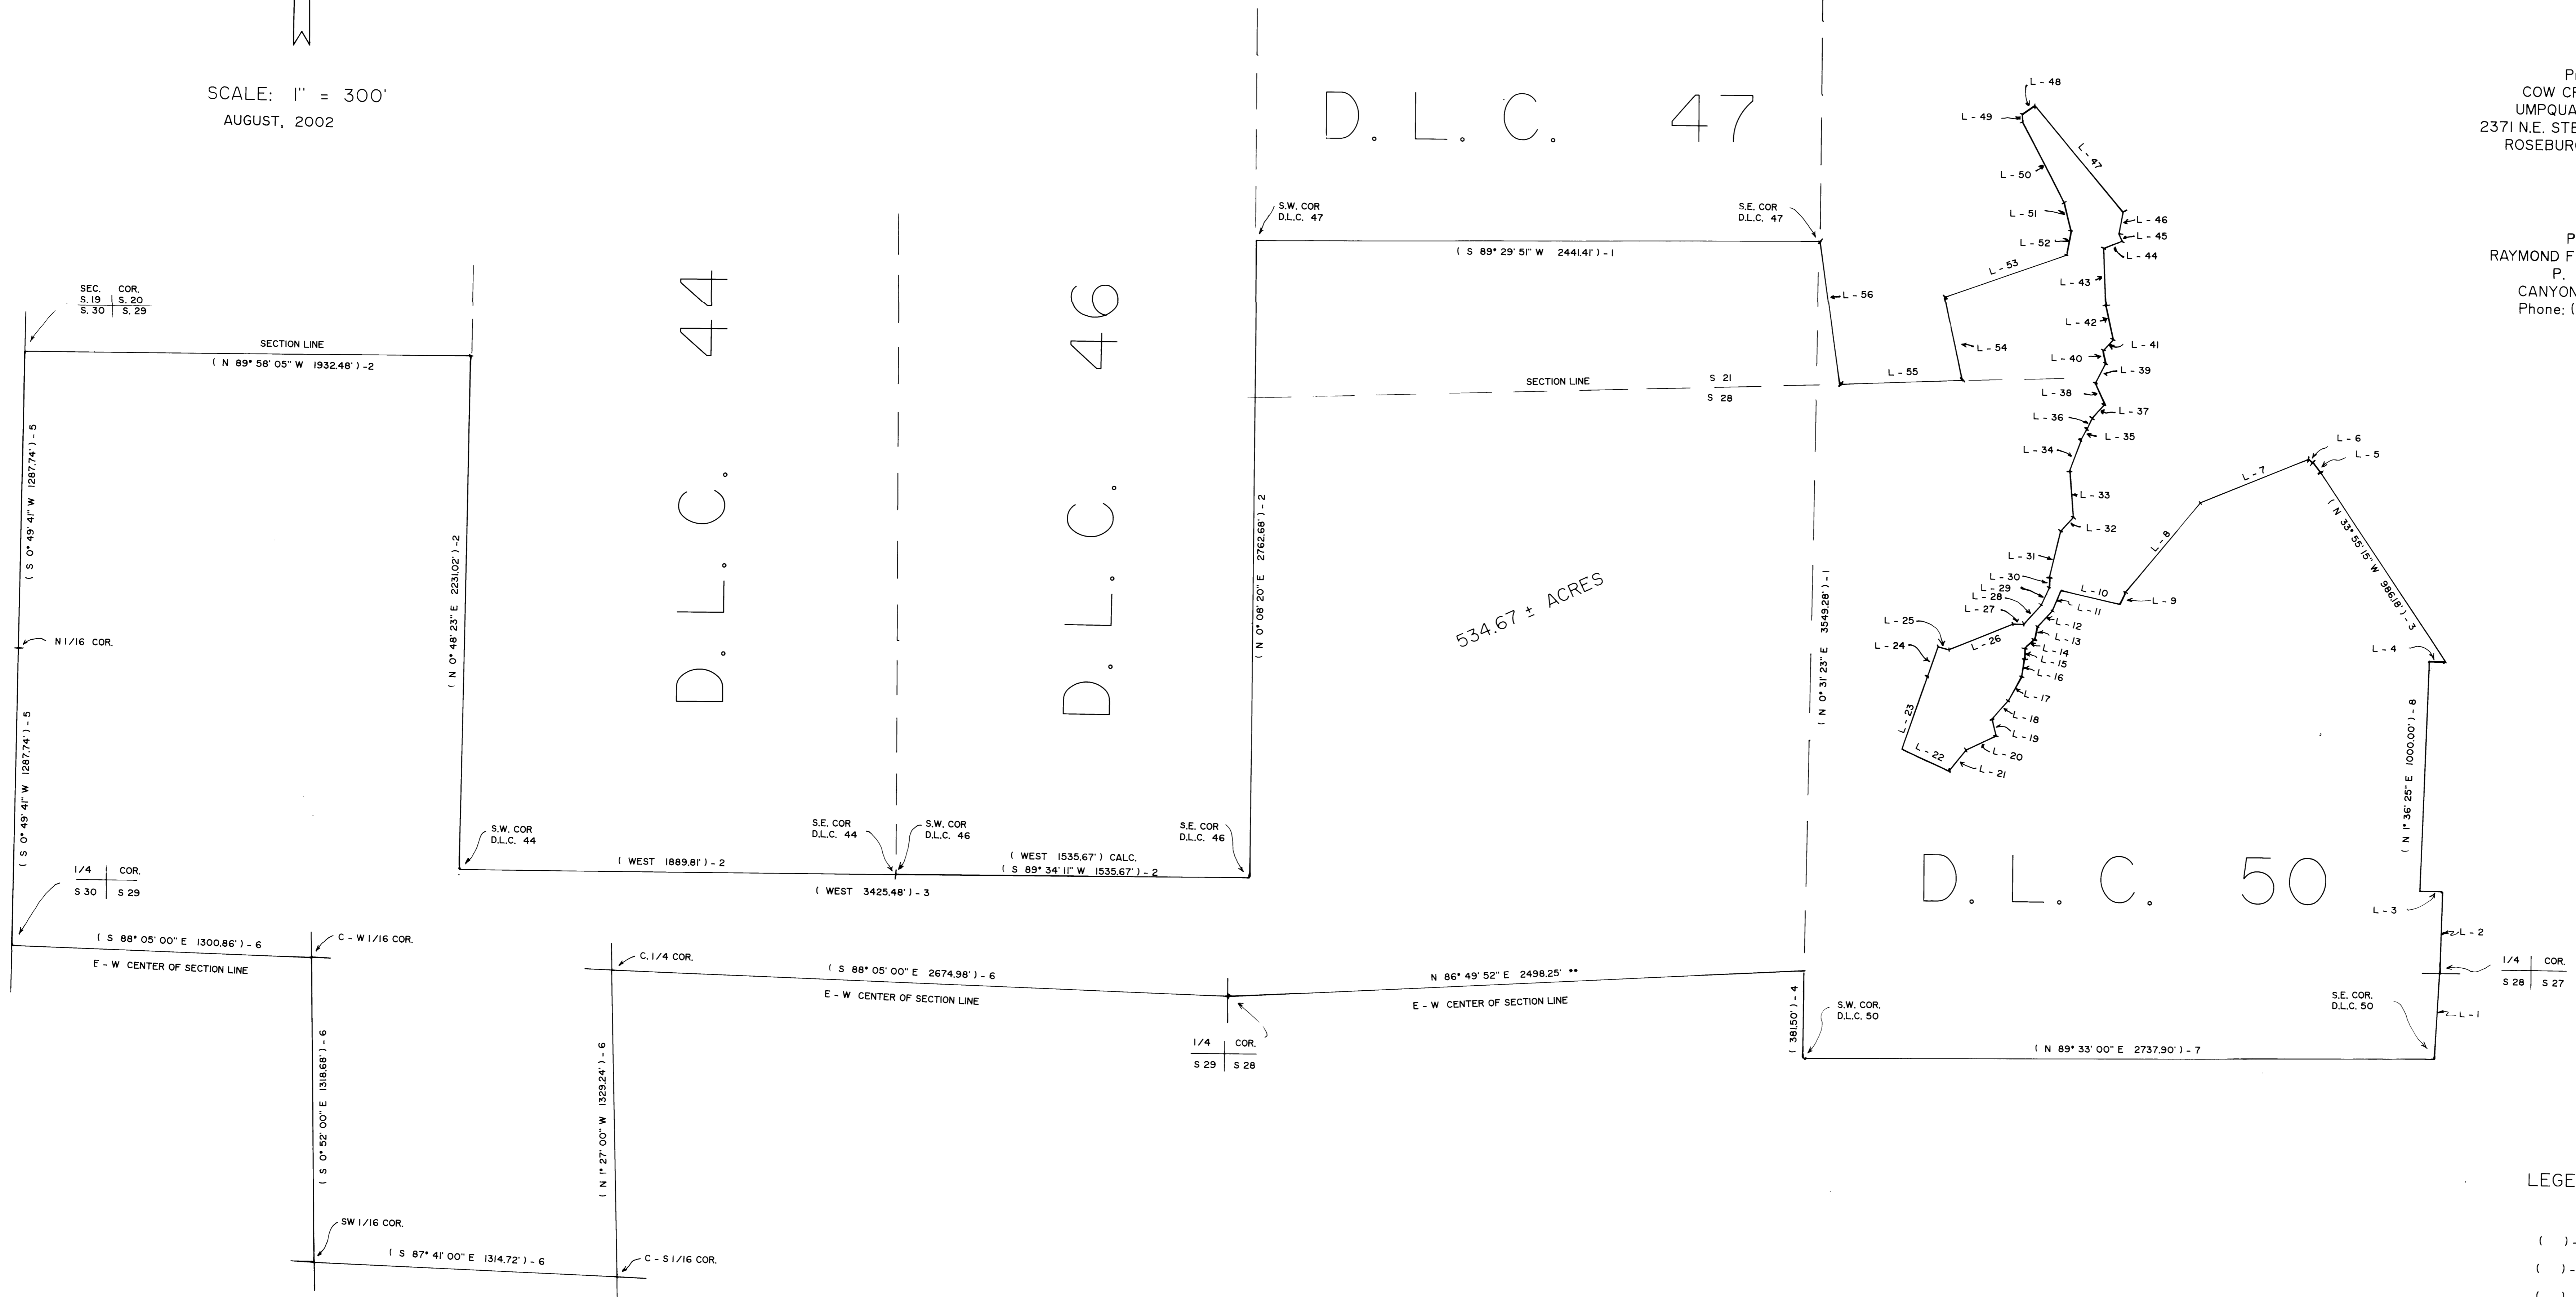 SCALE: 1" = 300'
AUGUST, 2002
D. L. C. 47
COW
UMPQUA
2371 N.E.
P.
RAYMOND F
P.
Phone: (
S.W. COR
D.L.C. 47
S.E. COR
D.L.C. 47
( S 89° 29' 51" W 2441.41' ) - 1
SEC. COR.
S. 19 S. 20
S. 30 S. 29
SECTION LINE
( N 89° 58' 05" W 1932.48' ) -2
( S 0° 49' 41" W 1287.74' ) - 5
N 1/16 COR.
( S 0° 49' 41" W 1287.74' ) - 5
( N 0° 48' 23" E 2231.02' ) -2
D. L. C. 44
D. L. C. 46
( N 0° 08' 20" E 2762.68' ) - 2
SECTION LINE
S 21
S 28
534.67 ± ACRES
( N 0° 31' 23" E 3549.28' ) -1
L - 48
L - 49
L - 47
L - 50
L - 51
L - 46
L - 45
L - 52
L - 44
L - 53
L - 43
L - 56
L - 42
L - 54
L - 41
L - 40
L - 55
L - 39
L - 38
L - 37
L - 36
L - 35
L - 34
L - 33
L - 32
L - 31
L - 30
L - 29
L - 28
L - 27
L - 26
L - 25
L - 24
L - 23
L - 22
L - 21
L - 20
L - 19
L - 18
L - 17
L - 16
L - 15
L - 14
L - 13
L - 12
L - 11
L - 10
L - 9
L - 8
L - 7
L - 6
L - 5
( N 33° 55' 15" W 986.18' ) - 3
L - 4
( N 1° 36' 25" E 1000.00' ) - 8
L - 3
L - 2
1/4 COR.
S 28 S 27
L - 1
D. L. C. 50
S.W. COR
D.L.C. 44
S.E. COR
D.L.C. 44
S.W. COR
D.L.C. 46
S.E. COR
D.L.C. 46
( WEST 1889.81' ) - 2
( WEST 1535.67' ) CALC.
( S 89° 34' 11" W 1535.67' ) - 2
( WEST 3425.48' ) - 3
1/4 COR.
S 30 S 29
( S 88° 05' 00" E 1300.86' ) - 6
E - W CENTER OF SECTION LINE
C - W 1/16 COR.
C. 1/4 COR.
( S 88° 05' 00" E 2674.98' ) - 6
E - W CENTER OF SECTION LINE
N 86° 49' 52" E 2498.25' **
E - W CENTER OF SECTION LINE
1/4 COR.
S 29 S 28
( 381.50' ) - 4
S.W. COR.
D.L.C. 50
S.E. COR.
D.L.C. 50
( N 89° 33' 00" E 2737.90' ) - 7
( S 0° 52' 00" E 1318.68' ) - 6
( N 1° 27' 00" W 1329.24' ) - 6
SW 1/16 COR.
( S 87° 41' 00" E 1314.72' ) - 6
C - S 1/16 COR.
( ) -
( ) -